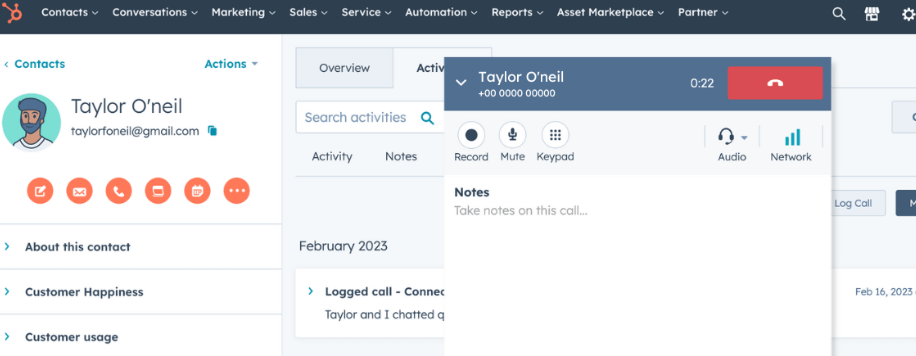 Contacts Conversations Marketing Sales Service Automation Reports Asset Marketplace Partner
Contacts
Actions
Taylor O'neil
taylorfoneil@gmail.com
About this contact
Customer Happiness
Customer usage
Overview
Search activities
Activity Notes
February 2023
Logged call - Connec
Taylor and I chatted q
Taylor O'neil
+00 0000 00000
0:22
Record Mute Keypad
Audio
Network
Notes
Take notes on this call...
Log Call
Feb 16, 2023